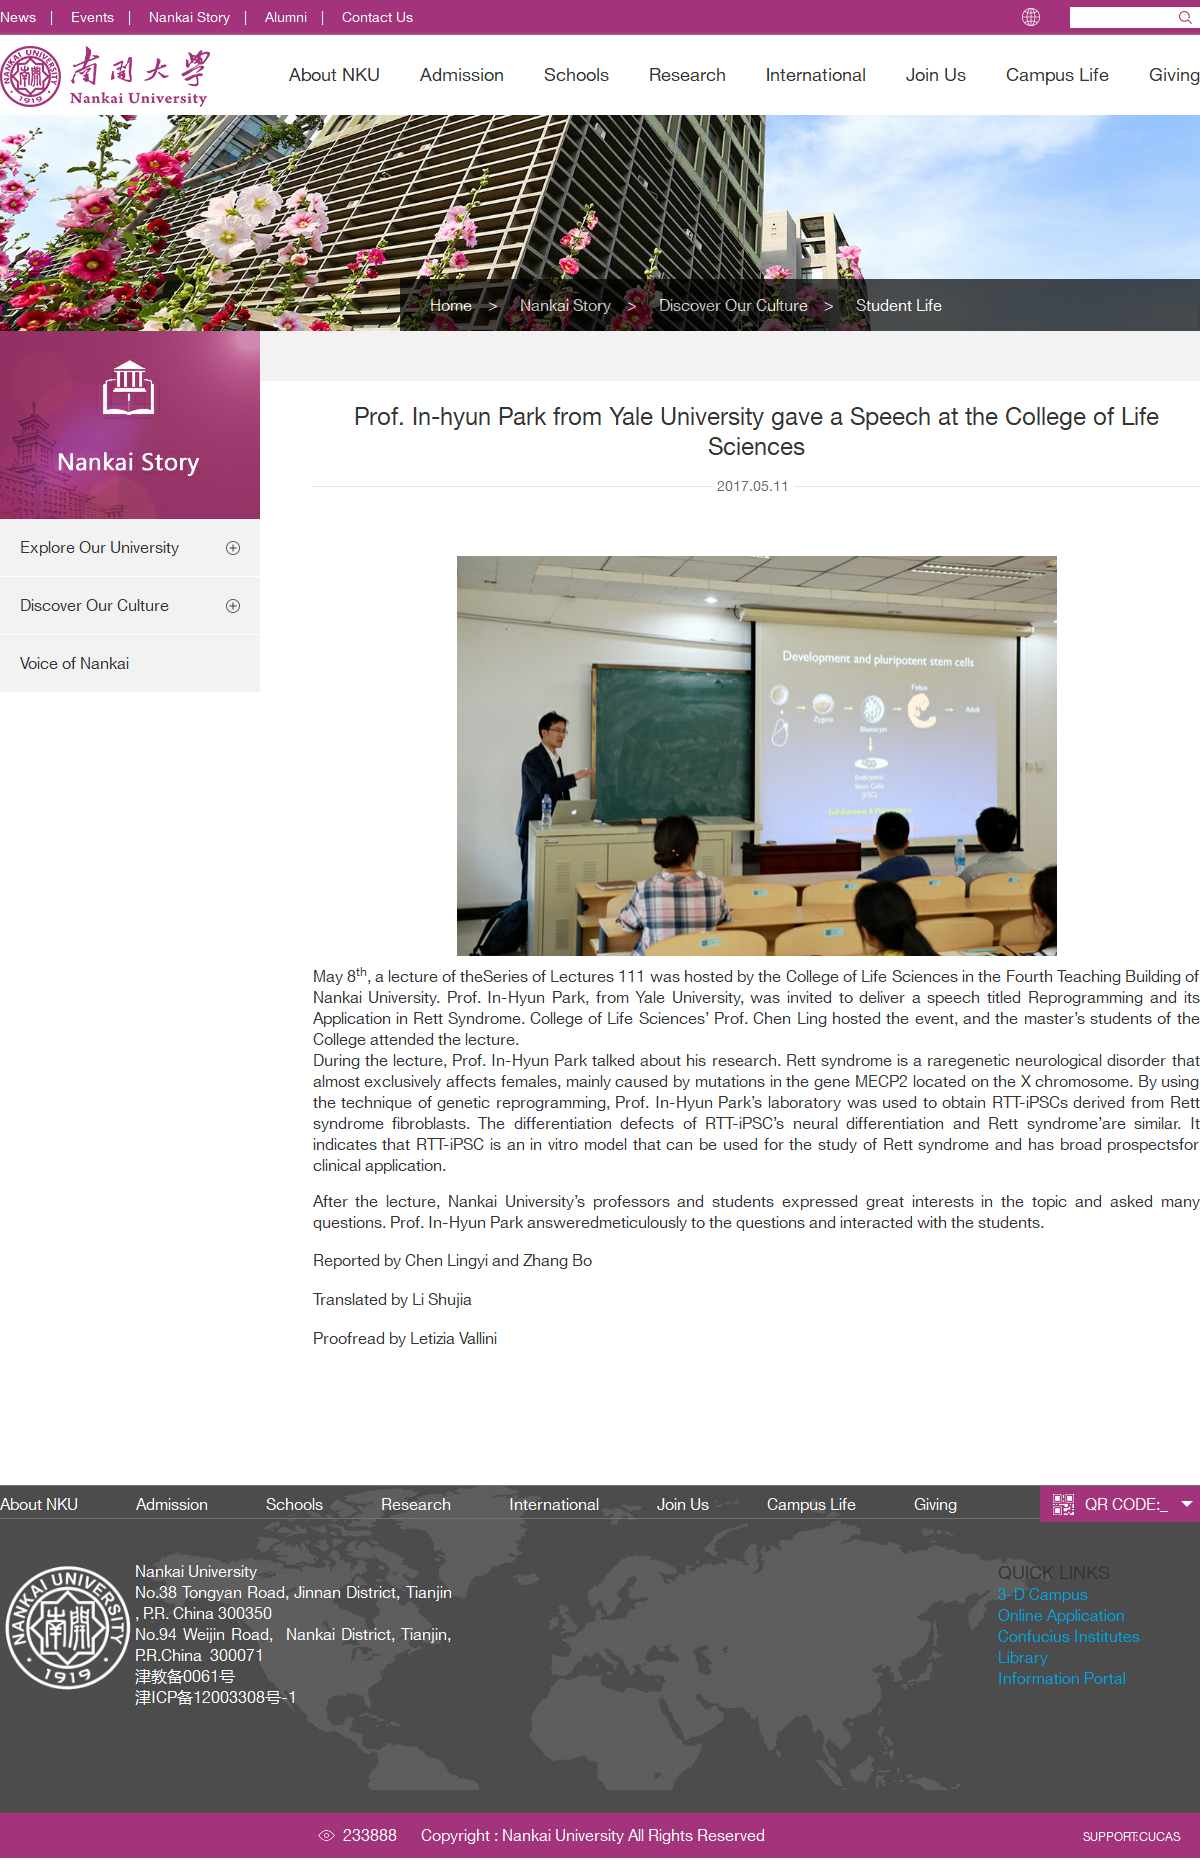 News | Events | Nankai Story | Alumni | Contact Us
NANKAI UNIVERSITY
1919
南開大學
Nankai University
About NKU Admission Schools Research International Join Us Campus Life Giving
Home > Nankai Story > Discover Our Culture > Student Life
Nankai Story
Explore Our University
Discover Our Culture
Voice of Nankai
Prof. In-hyun Park from Yale University gave a Speech at the College of Life
Sciences
2017.05.11
Development and pluripotent stem cells
Fetus
Zygote
Adult
Blastocyst
Embryonic
Stem Cells
(ESC)
May 8th, a lecture of theSeries of Lectures 111 was hosted by the College of Life Sciences in the Fourth Teaching Building of
Nankai University. Prof. In-Hyun Park, from Yale University, was invited to deliver a speech titled Reprogramming and its
Application in Rett Syndrome. College of Life Sciences’ Prof. Chen Ling hosted the event, and the master’s students of the
College attended the lecture.
During the lecture, Prof. In-Hyun Park talked about his research. Rett syndrome is a raregenetic neurological disorder that
almost exclusively affects females, mainly caused by mutations in the gene MECP2 located on the X chromosome. By using
the technique of genetic reprogramming, Prof. In-Hyun Park’s laboratory was used to obtain RTT-iPSCs derived from Rett
syndrome fibroblasts. The differentiation defects of RTT-iPSC’s neural differentiation and Rett syndrome’are similar. It
indicates that RTT-iPSC is an in vitro model that can be used for the study of Rett syndrome and has broad prospectsfor
clinical application.
After the lecture, Nankai University’s professors and students expressed great interests in the topic and asked many
questions. Prof. In-Hyun Park answeredmeticulously to the questions and interacted with the students.
Reported by Chen Lingyi and Zhang Bo
Translated by Li Shujia
Proofread by Letizia Vallini
About NKU Admission Schools Research International Join Us Campus Life Giving QR CODE:_
NANKAI UNIVERSITY
南開
1919
Nankai University
No.38 Tongyan Road, Jinnan District, Tianjin
, P.R. China 300350
No.94 Weijin Road, Nankai District, Tianjin,
P.R.China 300071
津教备0061号
津ICP备12003308号-1
QUICK LINKS
3-D Campus
Online Application
Confucius Institutes
Library
Information Portal
233888 Copyright : Nankai University All Rights Reserved SUPPORT:CUCAS